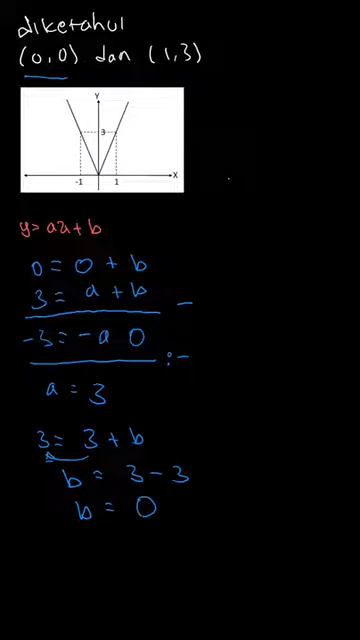 diketahui
(0,0) dan (1,3)
Y
3
-1 1 X
y = ax + b
0 = 0 + b
3 = a + b -
-3 = -a 0
:-
a = 3
3 = 3 + b
b = 3 - 3
b = 0